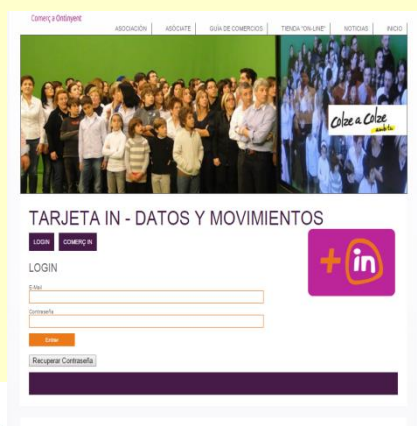 Comerç a Ontinyent
ASOCIACIÓN ASÓCIATE GUÍA DE COMERCIOS TIENDA "ON-LINE" NOTICIAS INICIO
Colze a Colze
TARJETA IN - DATOS Y MOVIMIENTOS
LOGIN COMERÇ IN
+ in
LOGIN
E-Mail
Contraseña
Entrar
Recuperar Contraseña